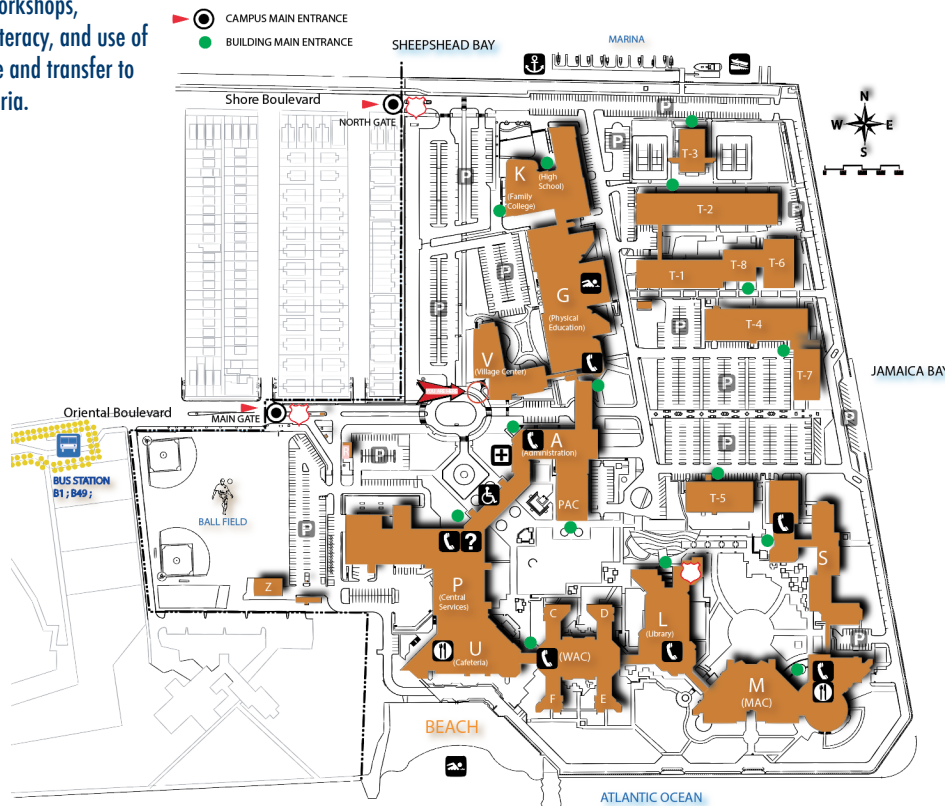 orkshops,
teracy, and use of
e and transfer to
ria.
CAMPUS MAIN ENTRANCE
BUILDING MAIN ENTRANCE
SHEEPSHEAD BAY
MARINA
Shore Boulevard
NORTH GATE
N
W E
S
P
P
P
T-3
K
(High
School)
(Family
College)
T-2
P
G
(Physical
Education)
P
P
T-1
T-8
T-6
P
T-4
V
(Village Center)
T-7
P
JAMAICA BAY
P
Oriental Boulevard
MAIN GATE
BUS STATION
B1 ; B49 ;
BALL FIELD
P
P
A
(Administration)
P
PAC
T-5
?
S
Z
P
(Central
Services)
U
(Cafeteria)
C
D
(WAC)
F
E
L
(Library)
P
M
(MAC)
BEACH
ATLANTIC OCEAN